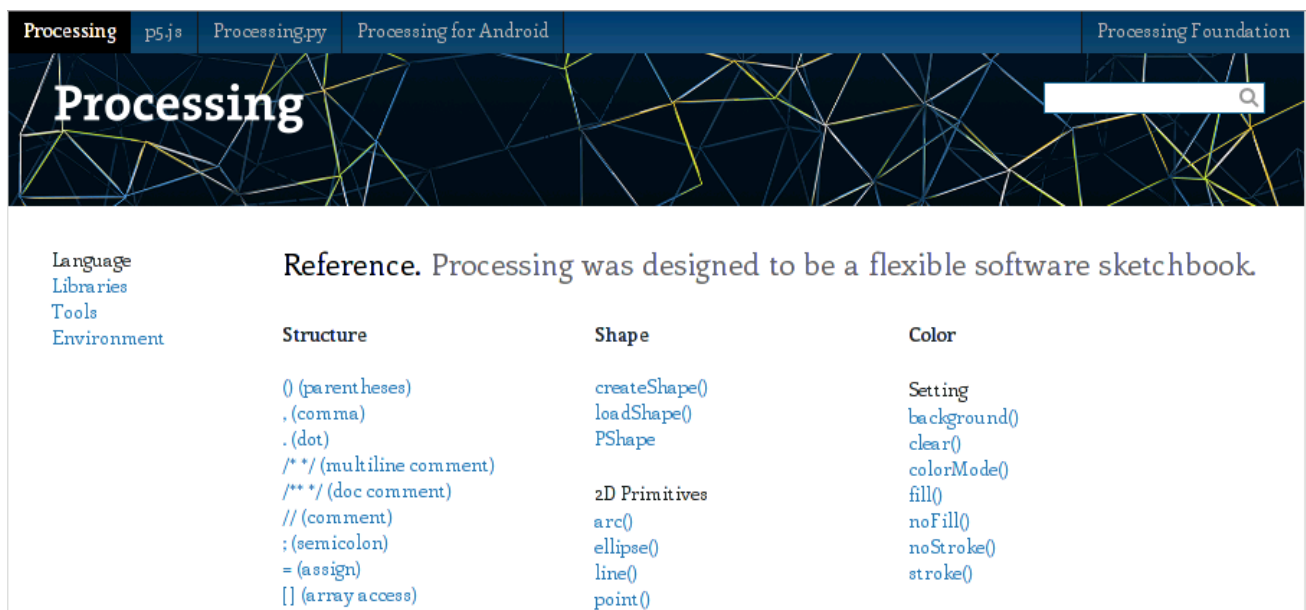 Processing p5.js Processing.py Processing for Android Processing Foundation
Processing
Language
Libraries
Tools
Environment
Reference. Processing was designed to be a flexible software sketchbook.
Structure
() (parentheses)
, (comma)
. (dot)
/* */ (multiline comment)
/** */ (doc comment)
// (comment)
; (semicolon)
= (assign)
[] (array access)
Shape
createShape()
loadShape()
PShape
2D Primitives
arc()
ellipse()
line()
point()
Color
Setting
background()
clear()
colorMode()
fill()
noFill()
noStroke()
stroke()